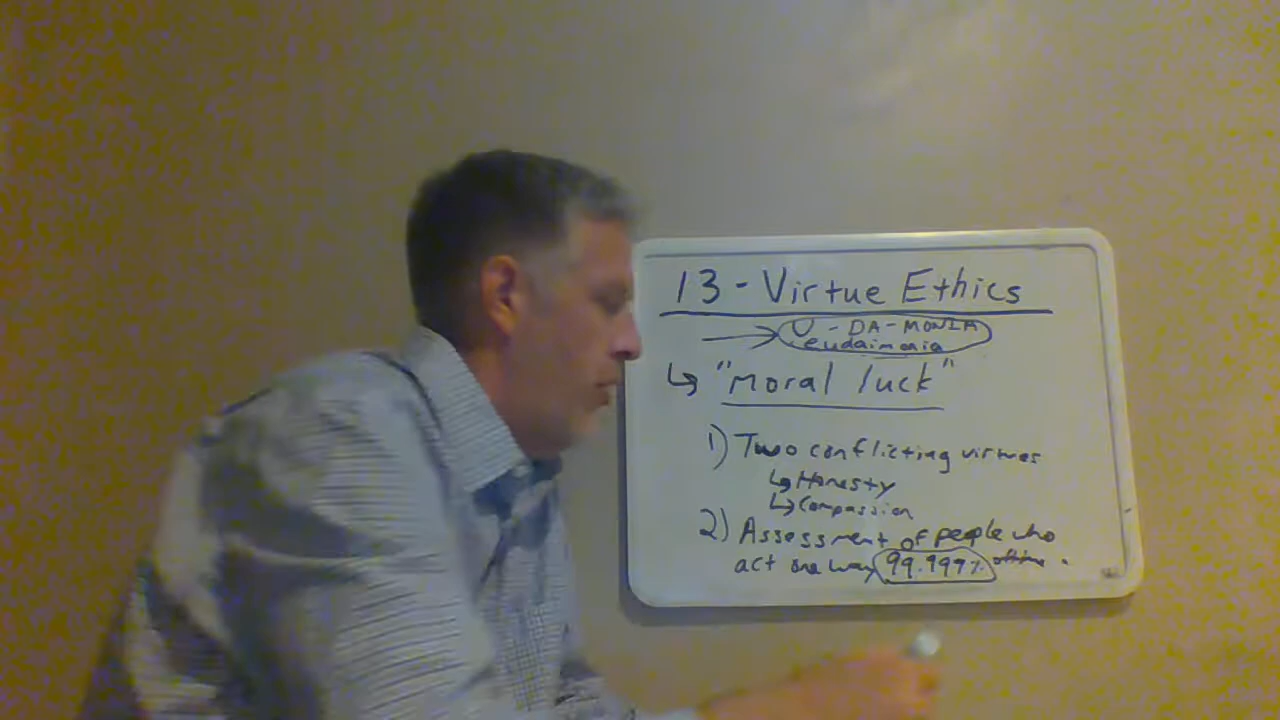 13 - Virtue Ethics
U - DA - MONIA
eudaimonia
↳ "moral luck"
1) Two conflicting virtues
↳ Honesty
↳ Compassion
2) Assessment of people who
act one way 99.999%